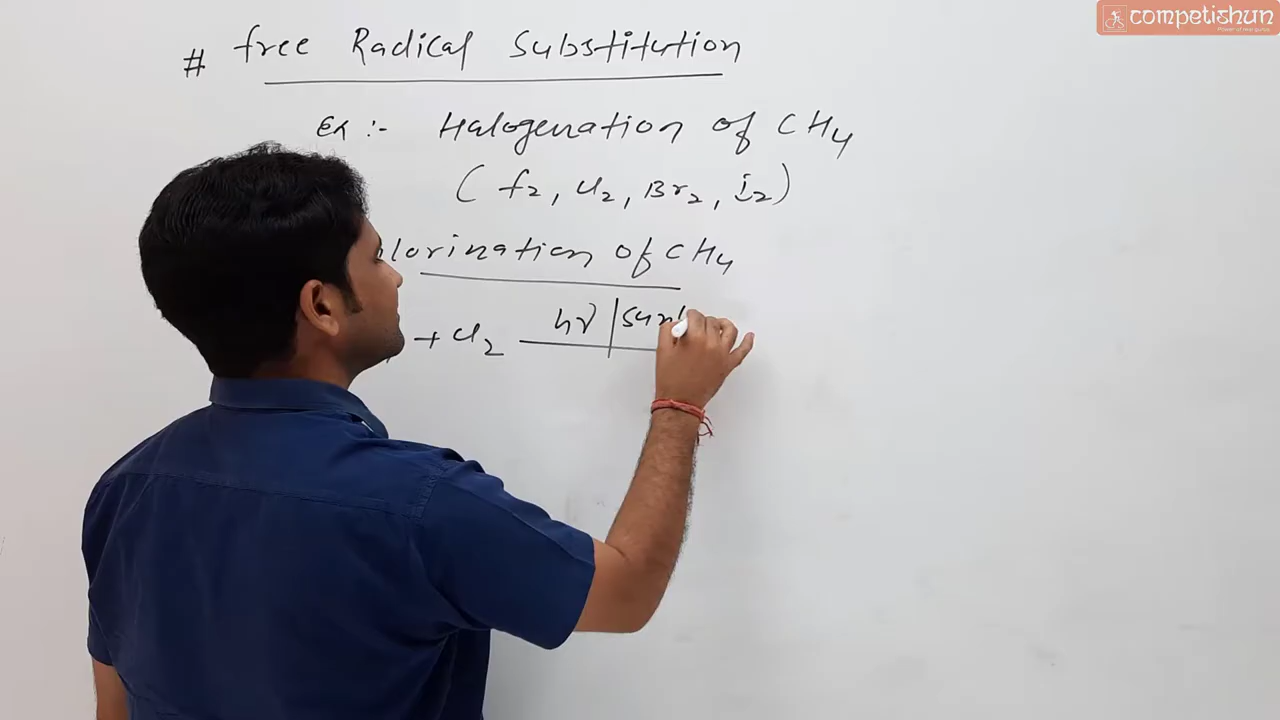 competishun
# free Radical Substitution
Ex :- Halogenation of CH4
( f2, Cl2, Br2, I2 )
lorination of CH4
+ Cl2 hν | sun